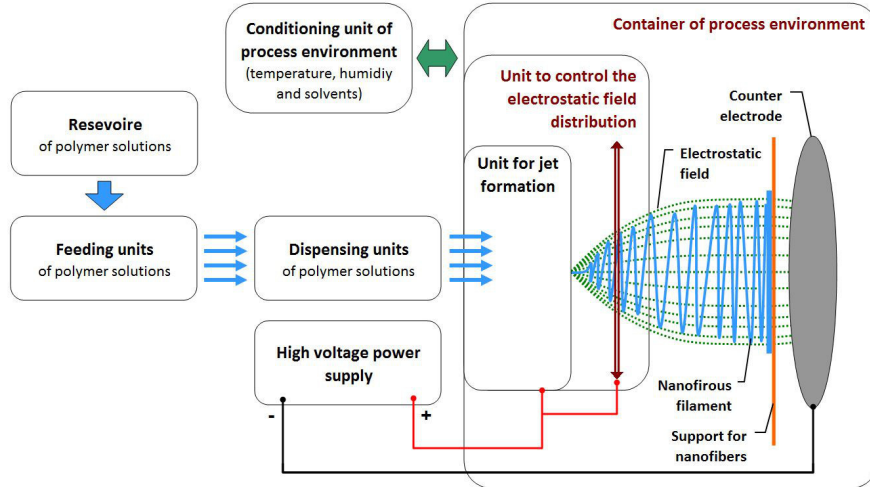 Conditioning unit of
process environment
(temperature, humidiy
and solvents)
Container of process environment
Unit to control the
electrostatic field
distribution
Counter
electrode
Resevoire
of polymer solutions
Unit for jet
formation
Electrostatic
field
Feeding units
of polymer solutions
Dispensing units
of polymer solutions
High voltage power
supply
-
+
Nanofirous
filament
Support for
nanofibers